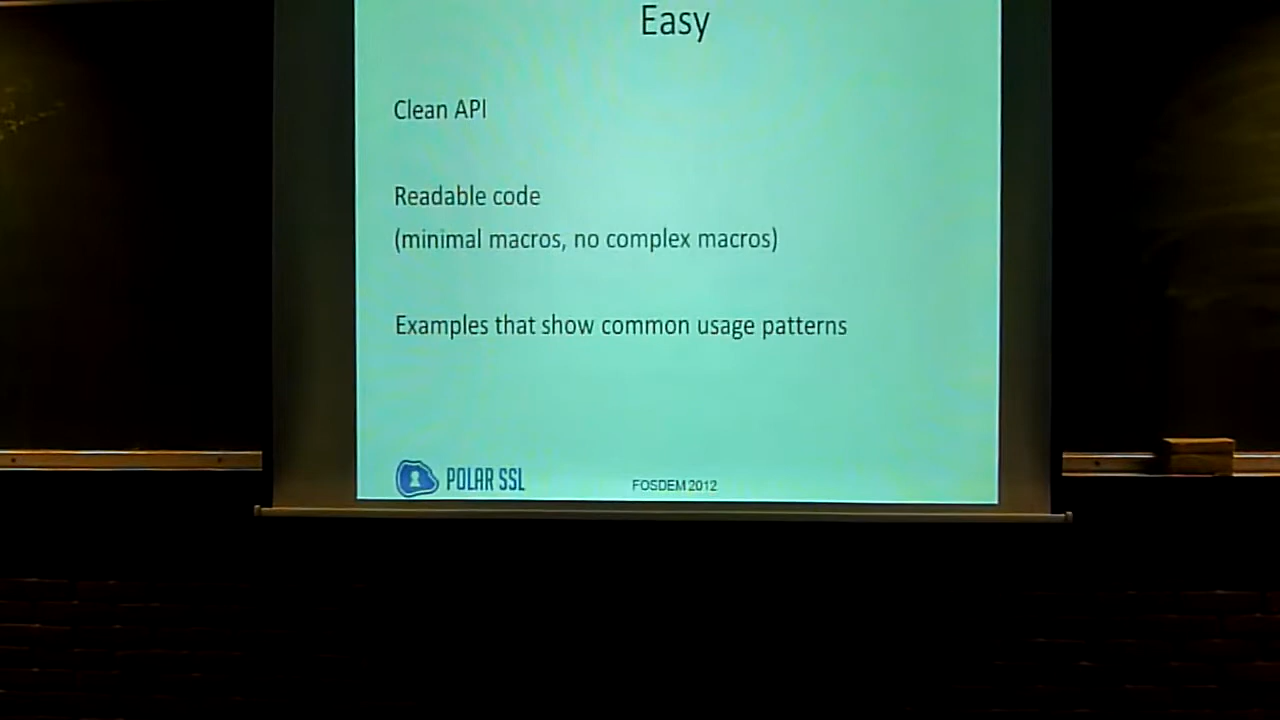 Easy
Clean API
Readable code
(minimal macros, no complex macros)
Examples that show common usage patterns
POLAR SSL
FOSDEM 2012